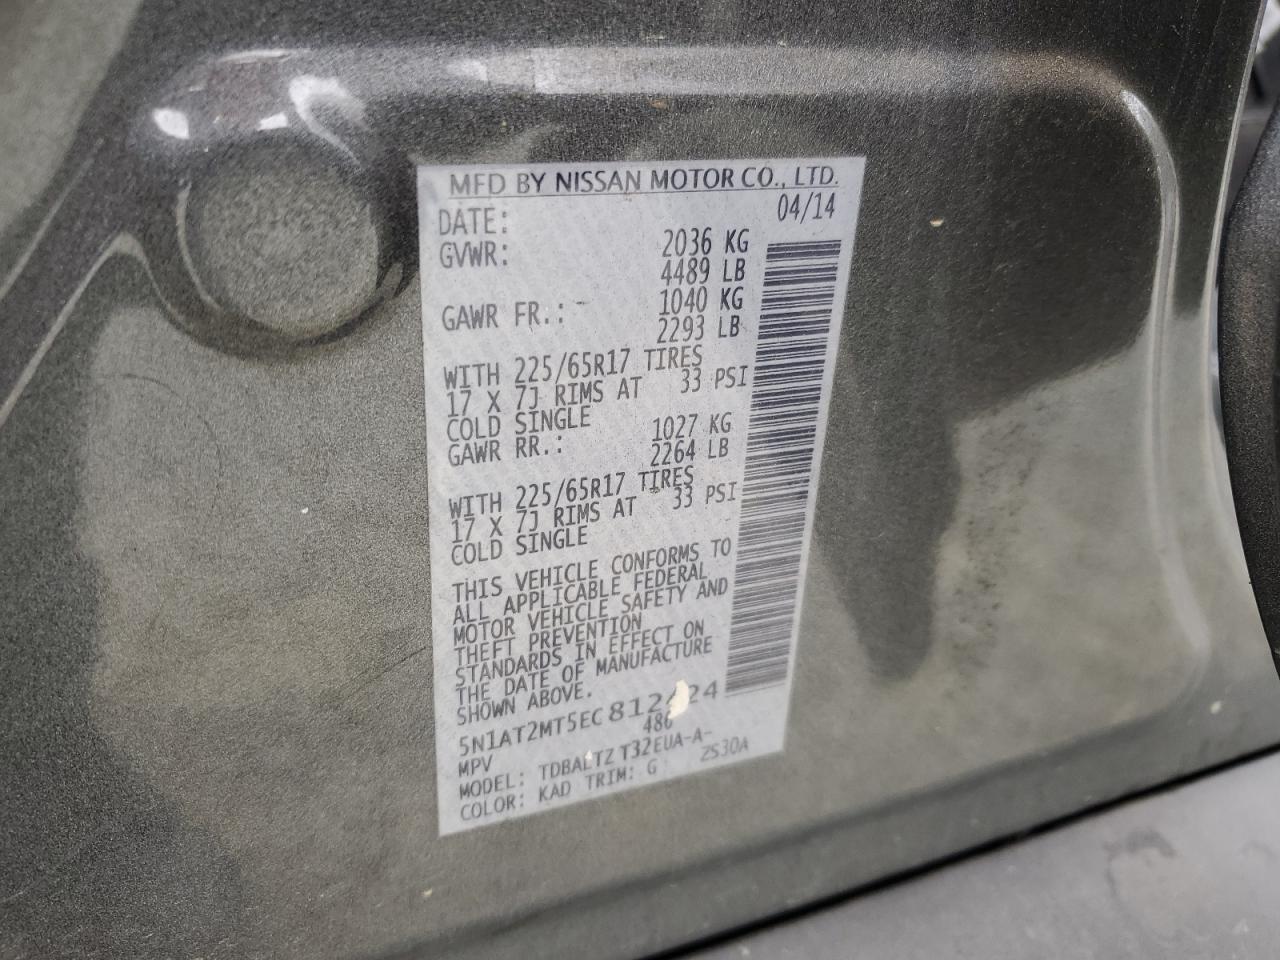 MFD BY NISSAN MOTOR CO., LTD.
DATE: 04/14
GVWR: 2036 KG
4489 LB
GAWR FR.: 1040 KG
2293 LB
WITH 225/65R17 TIRES
17 X 7J RIMS AT 33 PSI
COLD SINGLE
GAWR RR.: 1027 KG
2264 LB
WITH 225/65R17 TIRES
17 X 7J RIMS AT 33 PSI
COLD SINGLE
THIS VEHICLE CONFORMS TO
ALL APPLICABLE FEDERAL
MOTOR VEHICLE SAFETY AND
THEFT PREVENTION
STANDARDS IN EFFECT ON
THE DATE OF MANUFACTURE
SHOWN ABOVE.
MPV 486
MODEL: T32EUA-A-
COLOR: KAD TRIM: G ZS30A